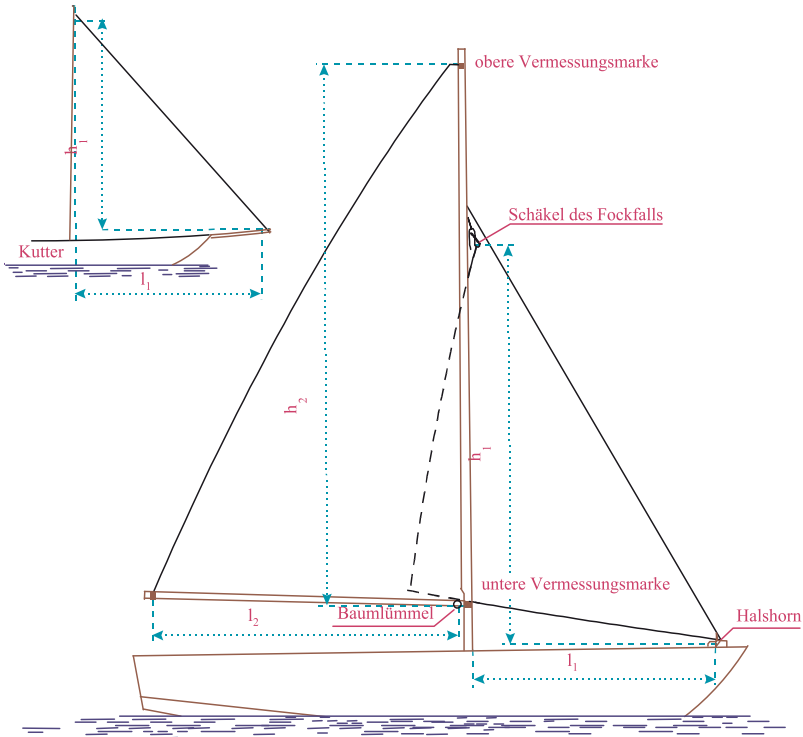 obere Vermessungsmarke
h1
Schäkel des Fockfalls
Kutter
l1
h2
h1
untere Vermessungsmarke
l2
Baumlümmel
Halshorn
l1